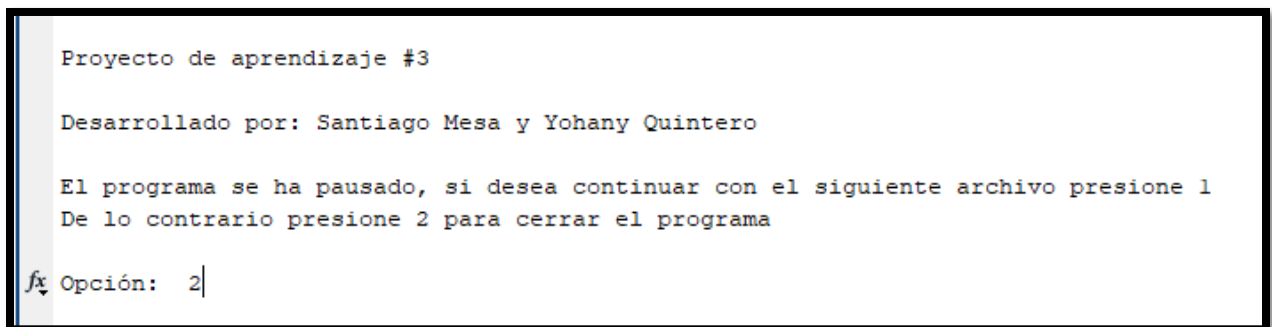 Proyecto de aprendizaje #3
Desarrollado por: Santiago Mesa y Yohany Quintero
El programa se ha pausado, si desea continuar con el siguiente archivo presione 1
De lo contrario presione 2 para cerrar el programa
fx Opción: 2